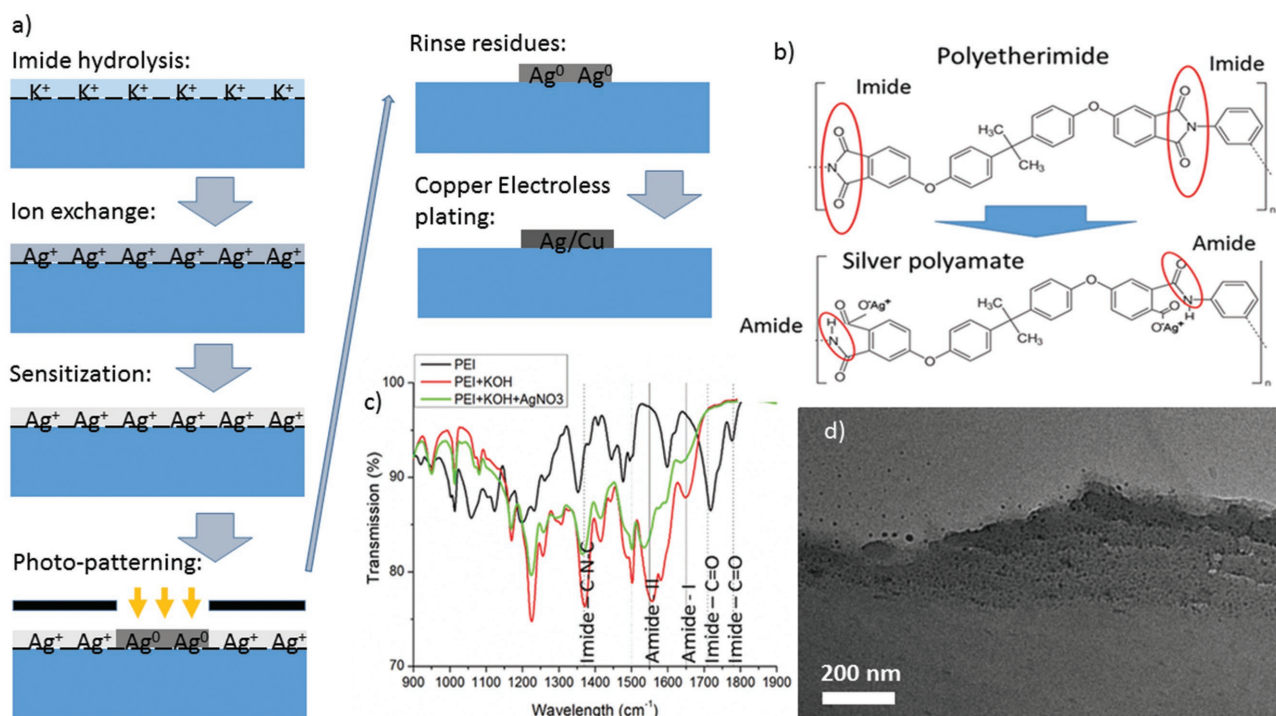 a)
Imide hydrolysis:
K⁺ K⁺ K⁺ K⁺ K⁺ K⁺
Ion exchange:
Ag⁺ Ag⁺ Ag⁺ Ag⁺ Ag⁺ Ag⁺
Sensitization:
Ag⁺ Ag⁺ Ag⁺ Ag⁺ Ag⁺ Ag⁺
Photo-patterning:
Ag⁺ Ag⁺ Ag⁰ Ag⁰ Ag⁺ Ag⁺
Rinse residues:
Ag⁰ Ag⁰
Copper Electroless
plating:
Ag/Cu
b)
Polyetherimide
Imide
Imide
O
O
N
O
H₃C
CH₃
O
O
N
O
n
Silver polyamate
Amide
Amide
O
O⁻Ag⁺
H
N
O
O
H₃C
CH₃
O
O
N
H
O
O⁻Ag⁺
n
c)
PEI
PEI+KOH
PEI+KOH+AgNO3
Transmission (%)
100
90
80
70
900 1000 1100 1200 1300 1400 1500 1600 1700 1800 1900
Wavelength (cm⁻¹)
Imide – C-N-C
Amide - II
Amide - I
Imide – C=O
Imide – C=O
d)
200 nm